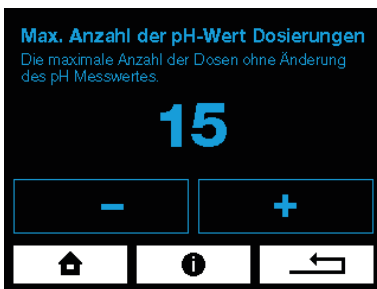 Max. Anzahl der pH-Wert Dosierungen
Die maximale Anzahl der Dosen ohne Änderung
des pH Messwertes.
15
- +
i